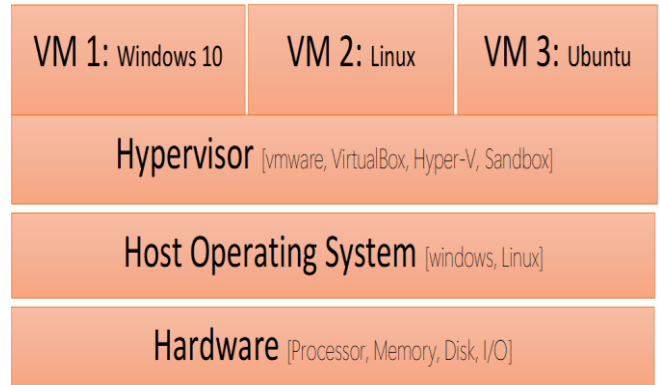 VM 1: Windows 10
VM 2: Linux
VM 3: Ubuntu
Hypervisor [vmware, VirtualBox, Hyper-V, Sandbox]
Host Operating System [windows, Linux]
Hardware [Processor, Memory, Disk, I/O]